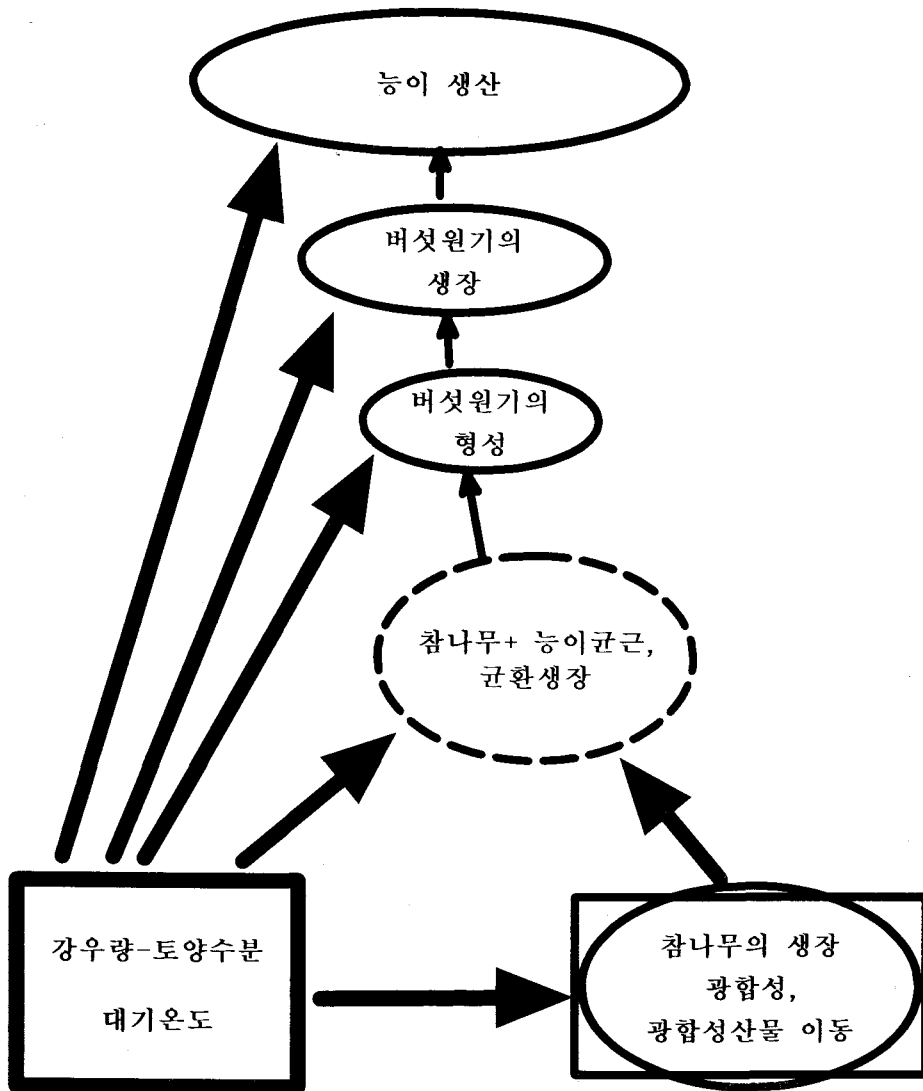 능이 생산
버섯원기의
생장
버섯원기의
형성
참나무+ 능이균근,
균환생장
강우량-토양수분
대기온도
참나무의 생장
광합성,
광합성산물 이동